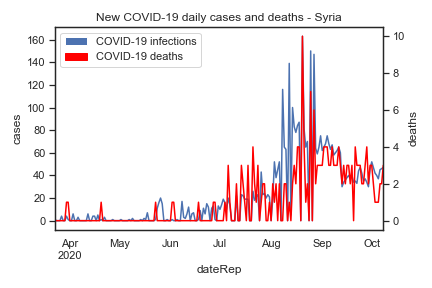 New COVID-19 daily cases and deaths - Syria
COVID-19 infections
COVID-19 deaths
cases
160
140
120
100
80
60
40
20
0
deaths
10
8
6
4
2
0
Apr May Jun Jul Aug Sep Oct
2020
dateRep